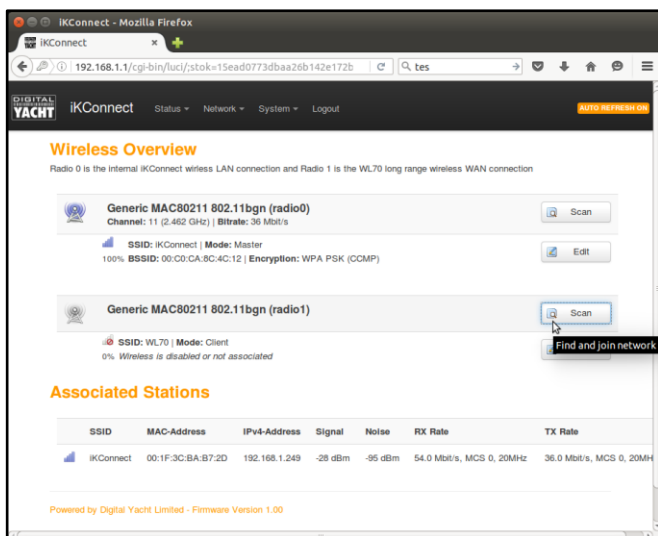 iKConnect - Mozilla Firefox
iKConnect
192.168.1.1/cgi-bin/luci/;stok=15ead0773dbaa26b142e172b
tes
DIGITAL YACHT
iKConnect Status Network System Logout AUTO REFRESH ON
Wireless Overview
Radio 0 is the internal iKConnect wirless LAN connection and Radio 1 is the WL70 long range wireless WAN connection
Generic MAC80211 802.11bgn (radio0) Scan
Channel: 11 (2.462 GHz) | Bitrate: 36 Mbit/s
SSID: iKConnect | Mode: Master
100% BSSID: 00:C0:CA:8C:4C:12 | Encryption: WPA PSK (CCMP) Edit
Generic MAC80211 802.11bgn (radio1) Scan
SSID: WL70 | Mode: Client
0% Wireless is disabled or not associated
Find and join network
Associated Stations
SSID MAC-Address IPv4-Address Signal Noise RX Rate TX Rate
iKConnect 00:1F:3C:BA:B7:2D 192.168.1.249 -28 dBm -95 dBm 54.0 Mbit/s, MCS 0, 20MHz 36.0 Mbit/s, MCS 0, 20MH
Powered by Digital Yacht Limited - Firmware Version 1.00